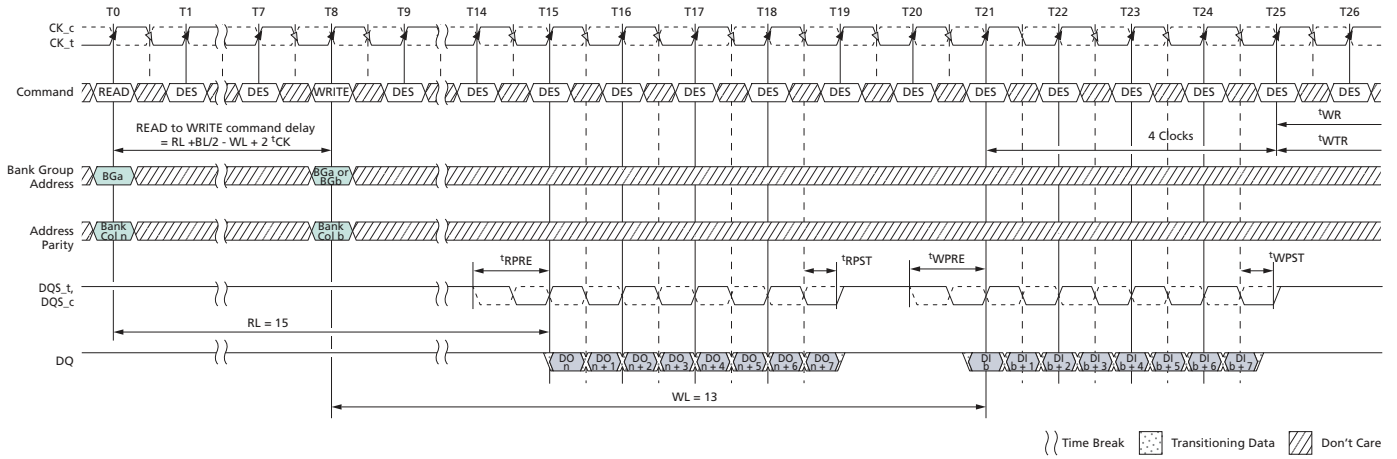 T0 T1 T7 T8 T9 T14 T15 T16 T17 T18 T19 T20 T21 T22 T23 T24 T25 T26
CK_c
CK_t
Command READ DES DES WRITE DES DES DES DES DES DES DES DES DES DES DES DES DES DES
READ to WRITE command delay
= RL +BL/2 - WL + 2 tCK
tWR
4 Clocks
tWTR
Bank Group
Address
BGa
BGa or
BGb
Address
Parity
Bank
Col n
Bank
Col b
tRPRE
tRPST
tWPRE
tWPST
DQS_t,
DQS_c
RL = 15
DQ
DO
n
DO
n + 1
DO
n + 2
DO
n + 3
DO
n + 4
DO
n + 5
DO
n + 6
DO
n + 7
DI
b
DI
b + 1
DI
b + 2
DI
b + 3
DI
b + 4
DI
b + 5
DI
b + 6
DI
b + 7
WL = 13
Time Break Transitioning Data Don't Care